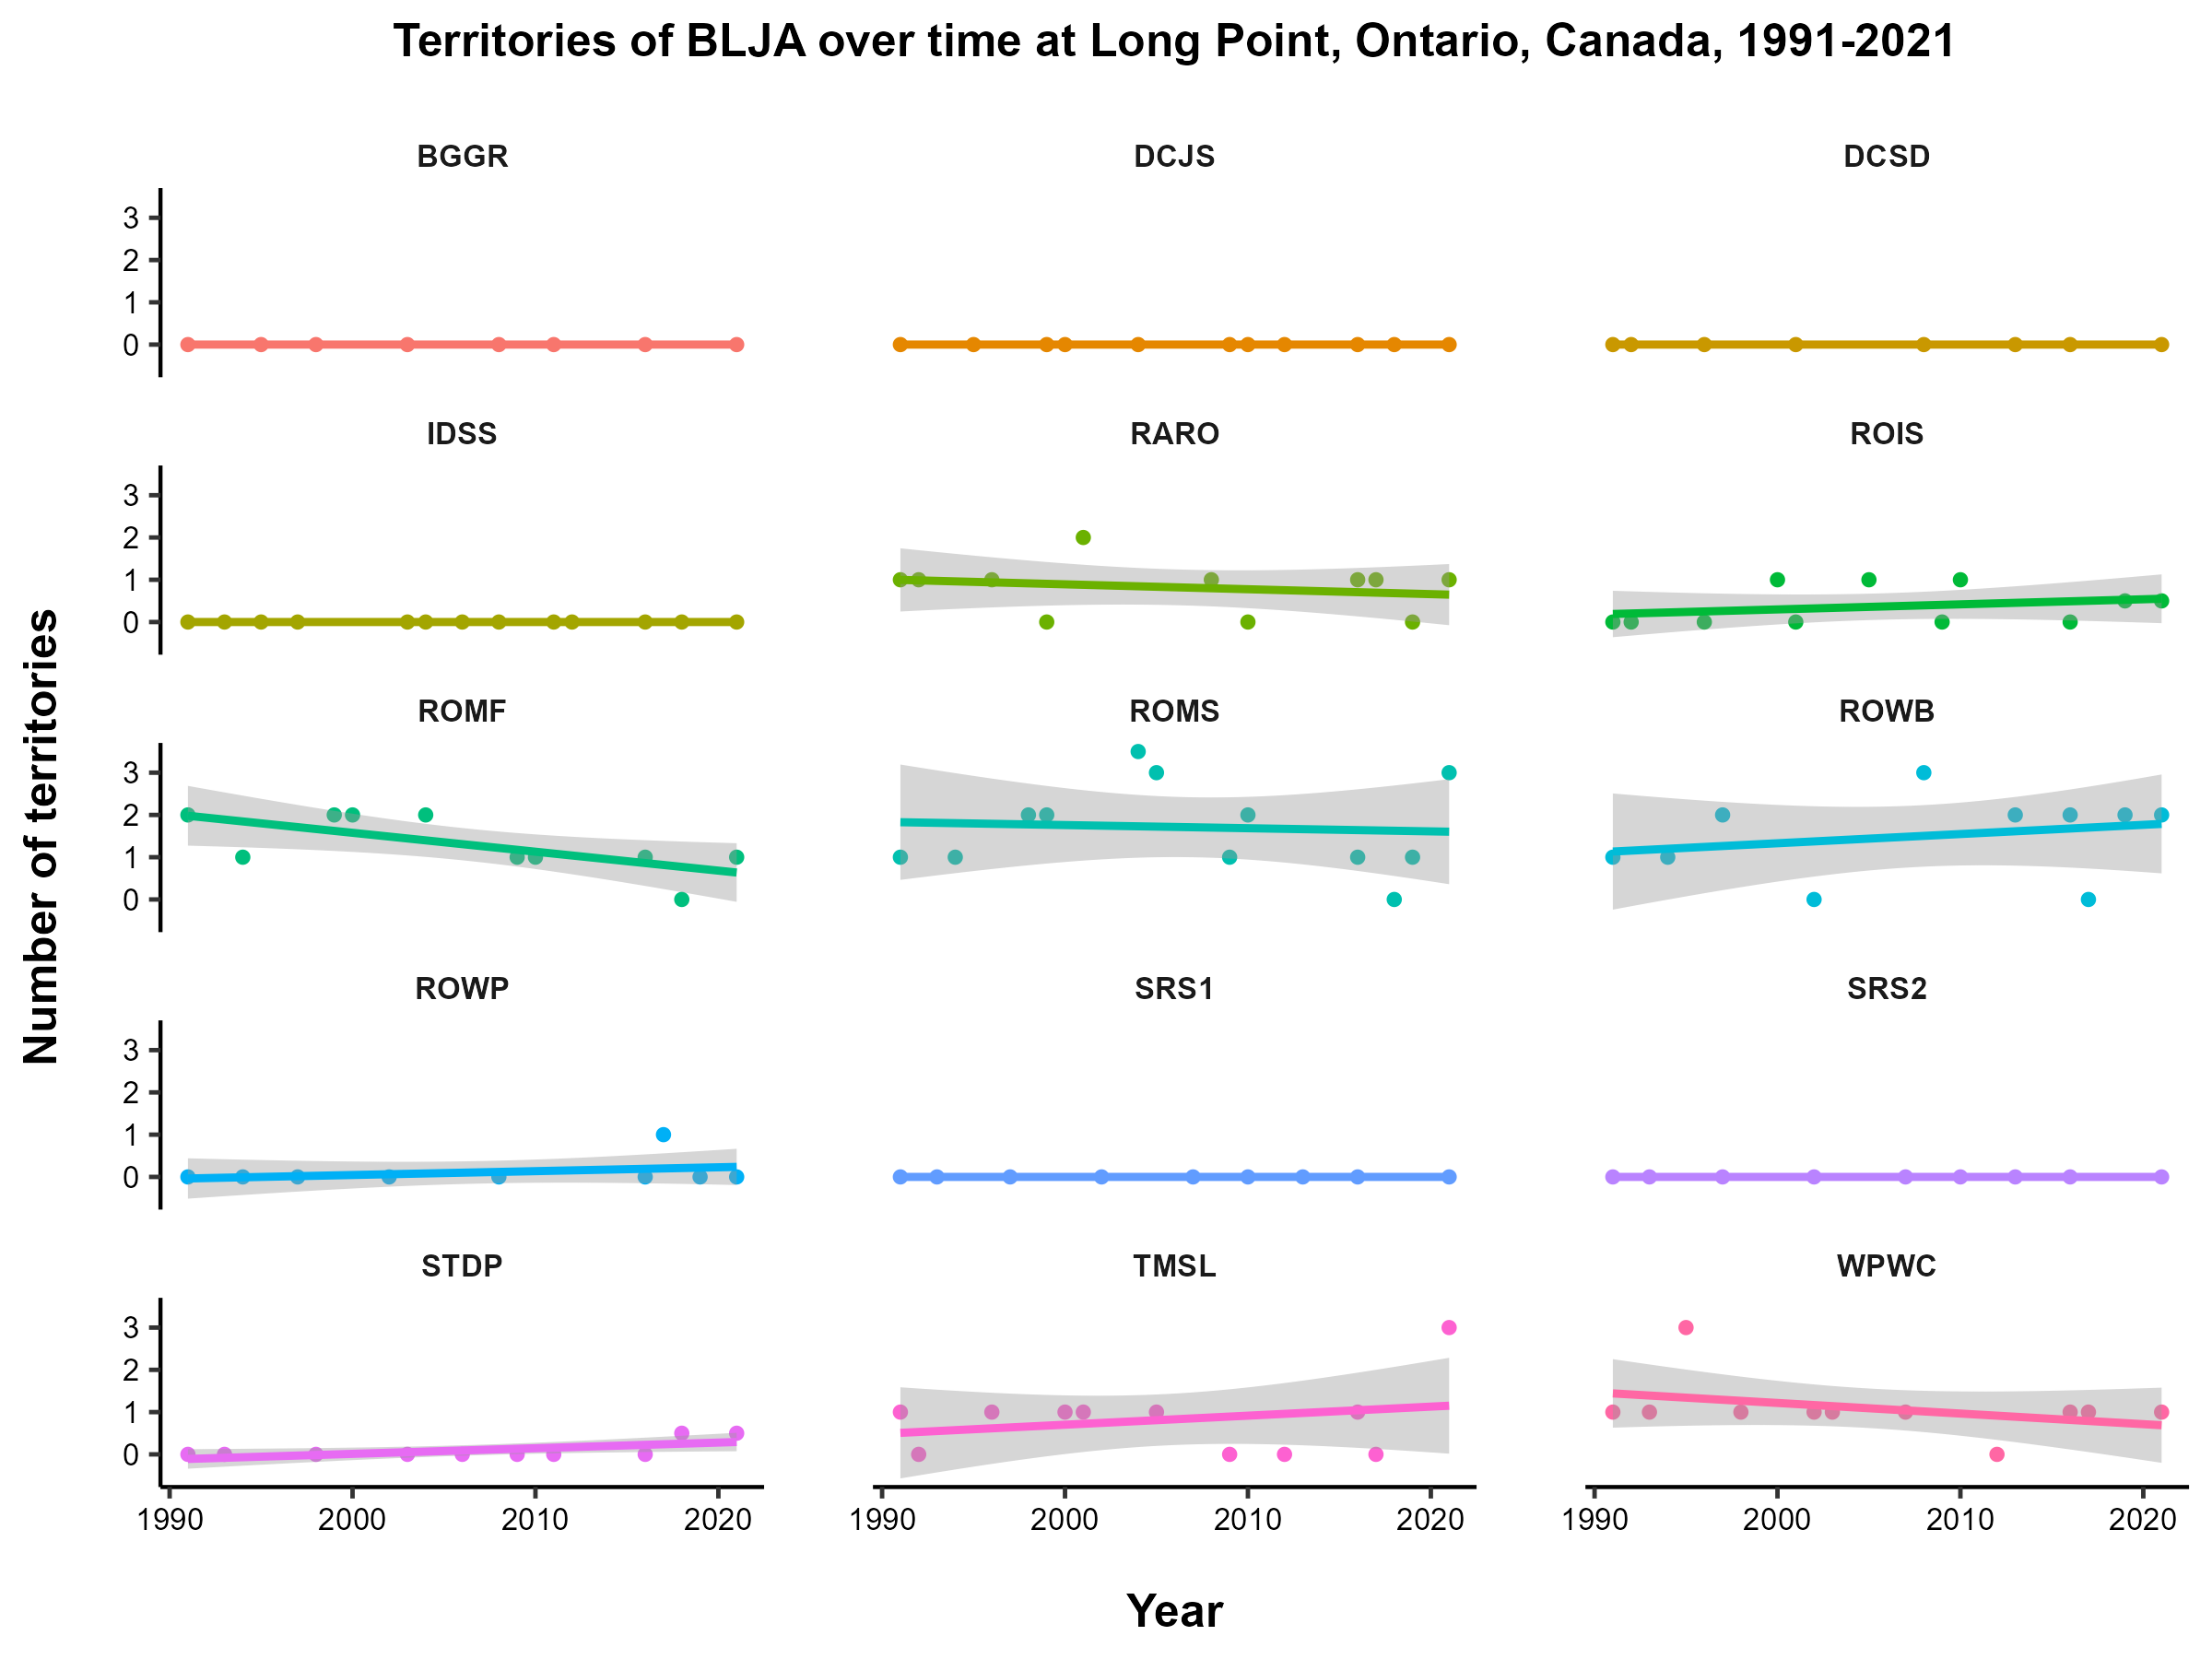 Territories of BLJA over time at Long Point, Ontario, Canada, 1991-2021
BGGR DCJS DCSD
3
2
1
0
IDSS RARO ROIS
3
2
1
0
ROMF ROMS ROWB
3
2
1
0
ROWP SRS1 SRS2
3
2
1
0
STDP TMSL WPWC
3
2
1
0
1990 2000 2010 2020 1990 2000 2010 2020 1990 2000 2010 2020
Number of territories
Year